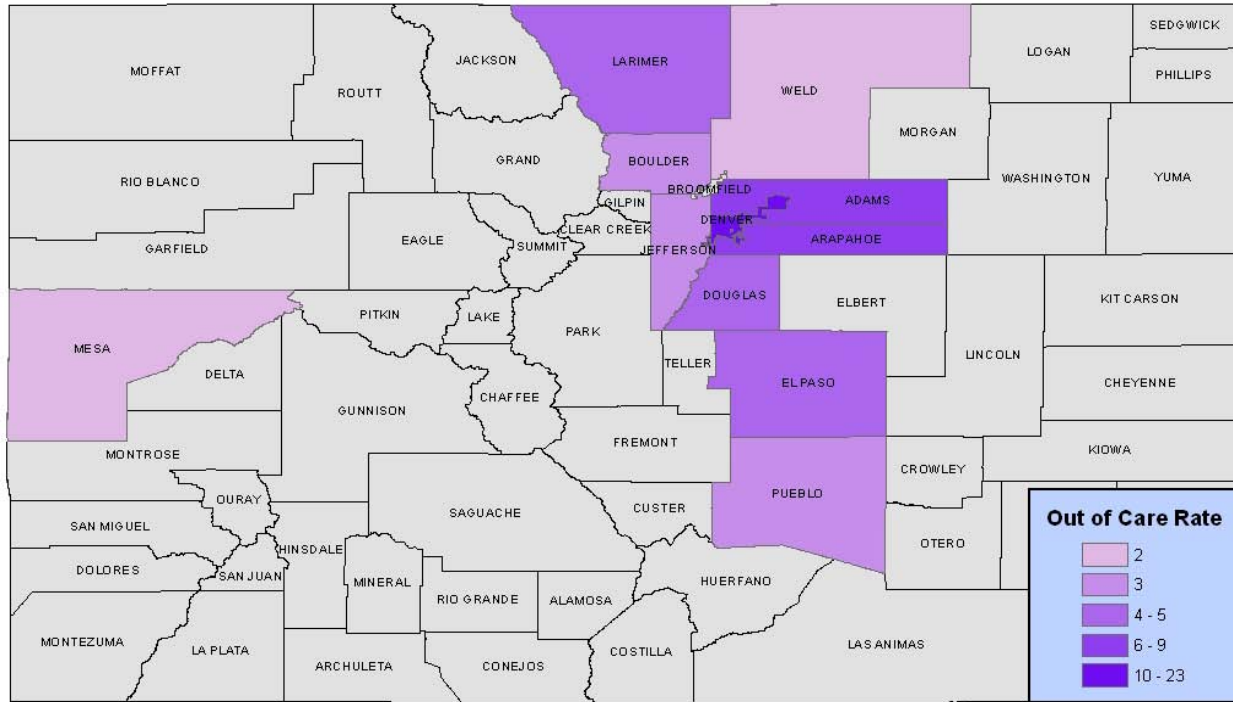 SEDGWICK
LOGAN
JACKSON
LARIMER
MOFFAT
PHILLIPS
ROUTT
WELD
MORGAN
GRAND
BOULDER
WASHINGTON
YUMA
RIO BLANCO
BROOMFIELD
GILPIN
ADAMS
DENVER
CLEAR CREEK
EAGLE
SUMMIT
ARAPAHOE
GARFIELD
JEFFERSON
DOUGLAS
ELBERT
KIT CARSON
PITKIN
LAKE
PARK
MESA
LINCOLN
TELLER
DELTA
EL PASO
CHEYENNE
CHAFFEE
GUNNISON
FREMONT
KIOWA
MONTROSE
CROWLEY
PUEBLO
OURAY
CUSTER
SAGUACHE
SAN MIGUEL
OTERO
HINSDALE
DOLORES
SAN JUAN
MINERAL
HUERFANO
RIO GRANDE
ALAMOSA
MONTEZUMA
LA PLATA
LAS ANIMAS
COSTILLA
ARCHULETA
CONEJOS
Out of Care Rate
2
3
4 - 5
6 - 9
10 - 23